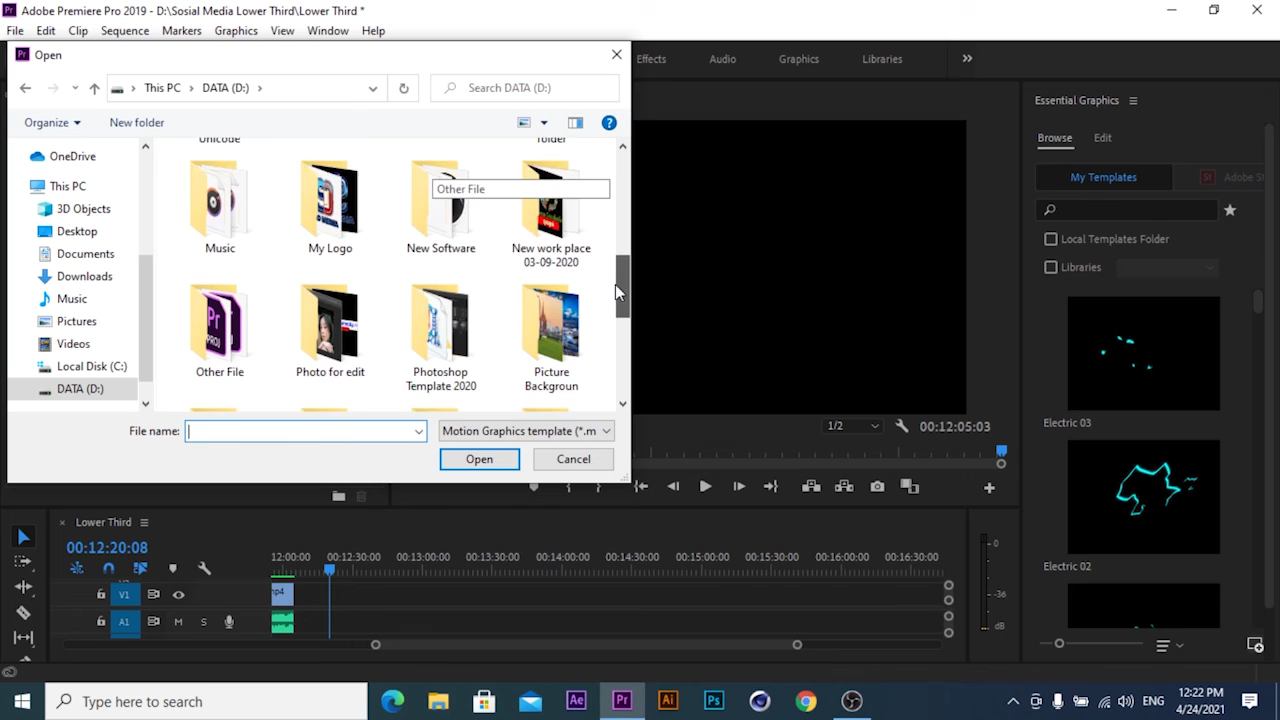 Adobe Premiere Pro 2019 - D:\Sosial Media Lower Third\Lower Third *
File Edit Clip Sequence Markers Graphics View Window Help
Open
Effects Audio Graphics Libraries
This PC DATA (D:)
Search DATA (D:)
Organize New folder
Essential Graphics
Browse Edit
My Templates
Local Templates Folder
Libraries
OneDrive
This PC
3D Objects
Desktop
Documents
Downloads
Music
Pictures
Videos
Local Disk (C:)
DATA (D:)
Other File
Music My Logo New Software New work place
03-09-2020
Other File Photo for edit Photoshop Picture
Template 2020 Backgroun
File name:
Motion Graphics template (*.m
Open Cancel
1/2 00:12:05:03
Electric 03
Electric 02
Lower Third
00:12:20:08
12:00:00 00:12:30:00 00:13:00:00 00:13:30:00 00:14:00:00 00:14:30:00 00:15:00:00 00:15:30:00 00:16:00:00 00:16:30:00
V1
mp4
A1 M S
0
-36
dB
Type here to search
Ae Pr Ai Ps
ENG
12:22 PM
4/24/2021